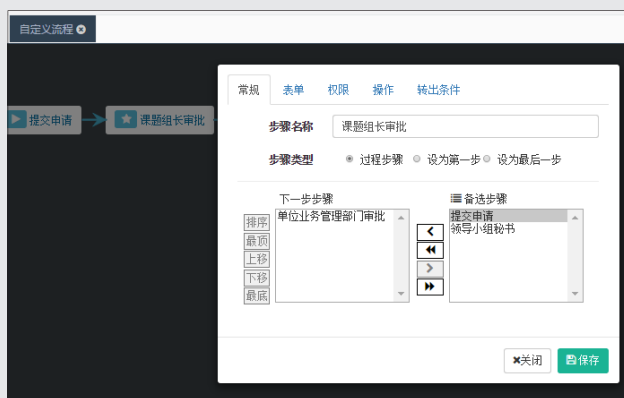 自定义流程
提交申请
课题组长审批
常规 表单 权限 操作 转出条件
步骤名称 课题组长审批
步骤类型 过程步骤 设为第一步 设为最后一步
下一步步骤
备选步骤
排序
最顶
上移
下移
最底
单位业务管理部门审批
提交申请
领导小组秘书
关闭
保存